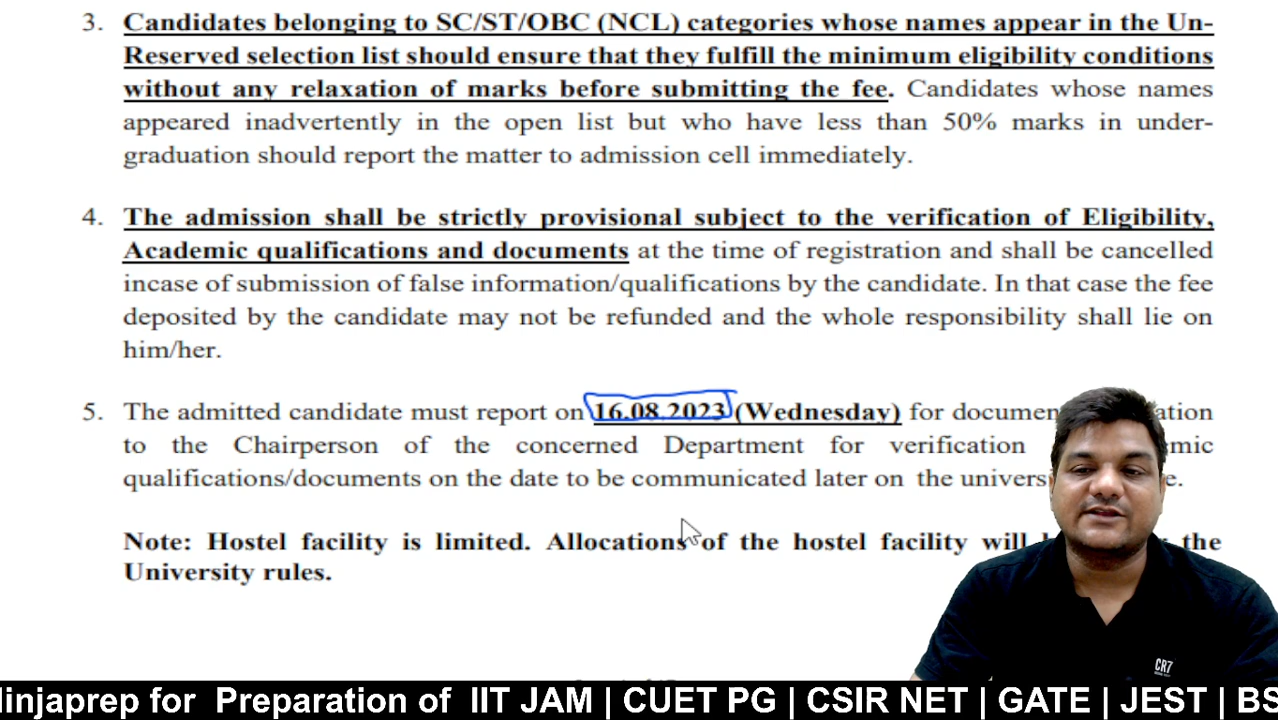 3. Candidates belonging to SC/ST/OBC (NCL) categories whose names appear in the Un-
Reserved selection list should ensure that they fulfill the minimum eligibility conditions
without any relaxation of marks before submitting the fee. Candidates whose names
appeared inadvertently in the open list but who have less than 50% marks in under-
graduation should report the matter to admission cell immediately.
4. The admission shall be strictly provisional subject to the verification of Eligibility,
Academic qualifications and documents at the time of registration and shall be cancelled
incase of submission of false information/qualifications by the candidate. In that case the fee
deposited by the candidate may not be refunded and the whole responsibility shall lie on
him/her.
5. The admitted candidate must report on 16.08.2023 (Wednesday) for
to the Chairperson of the concerned Department for verification
qualifications/documents on the date to be communicated later on the
Note: Hostel facility is limited. Allocations of the hostel facility will the
University rules.
CR7
injaprep for Preparation of IIT JAM | CUET PG | CSIR NET | GATE | JEST | BS